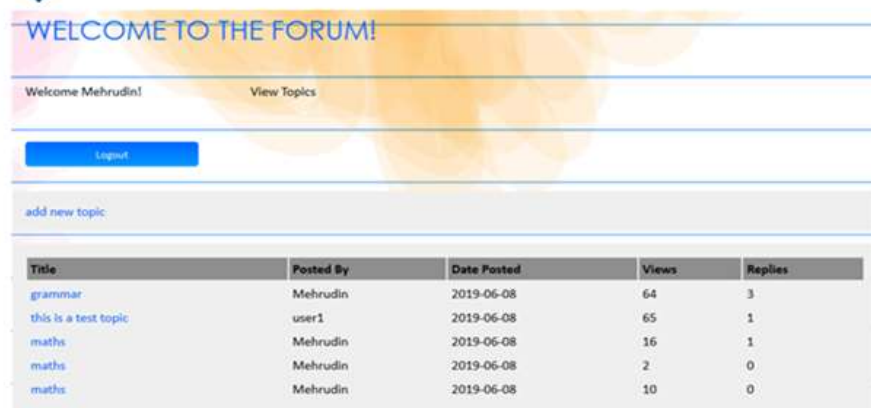 WELCOME TO THE FORUM!
Welcome Mehrudin! View Topics
Logout
add new topic
Title Posted By Date Posted Views Replies
grammar Mehrudin 2019-06-08 64 3
this is a test topic user1 2019-06-08 65 1
maths Mehrudin 2019-06-08 16 1
maths Mehrudin 2019-06-08 2 0
maths Mehrudin 2019-06-08 10 0